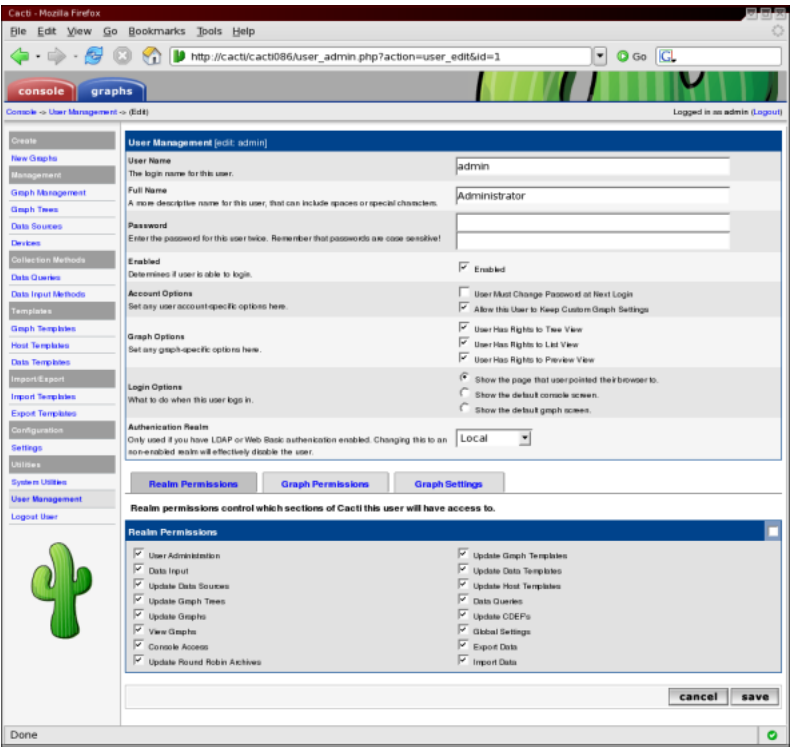 Cacti - Mozilla Firefox
File Edit View Go Bookmarks Tools Help
http://cacti/cacti086/user_admin.php?action=user_edit&id=1
Go
console graphs
Console -> User Management -> (Edit)
Logged in as admin (Logout)
Create
New Graphs
Management
Graph Management
Graph Trees
Data Sources
Devices
Collection Methods
Data Queries
Data Input Methods
Templates
Graph Templates
Host Templates
Data Templates
Import/Export
Import Templates
Export Templates
Configuration
Settings
Utilities
System Utilities
User Management
Logout User
User Management [edit: admin]
User Name
The login name for this user.
admin
Full Name
A more descriptive name for this user, that can include spaces or special characters.
Administrator
Password
Enter the password for this user twice. Remember that passwords are case sensitive!
Enabled
Determines if user is able to login.
Enabled
Account Options
Set any user account-specific options here.
User Must Change Password at Next Login
Allow this User to Keep Custom Graph Settings
Graph Options
Set any graph-specific options here.
User Has Rights to Tree View
User Has Rights to List View
User Has Rights to Preview View
Login Options
What to do when this user logs in.
Show the page that user pointed their browser to.
Show the default console screen.
Show the default graph screen.
Authenication Realm
Only used if you have LDAP or Web Basic authenication enabled. Changing this to an
non-enabled realm will effectively disable the user.
Local
Realm Permissions Graph Permissions Graph Settings
Realm permissions control which sections of Cacti this user will have access to.
Realm Permissions
User Administration
Data Input
Update Data Sources
Update Graph Trees
Update Graphs
View Graphs
Console Access
Update Round Robin Archives
Update Graph Templates
Update Data Templates
Update Host Templates
Data Queries
Update CDEF's
Global Settings
Export Data
Import Data
cancel save
Done